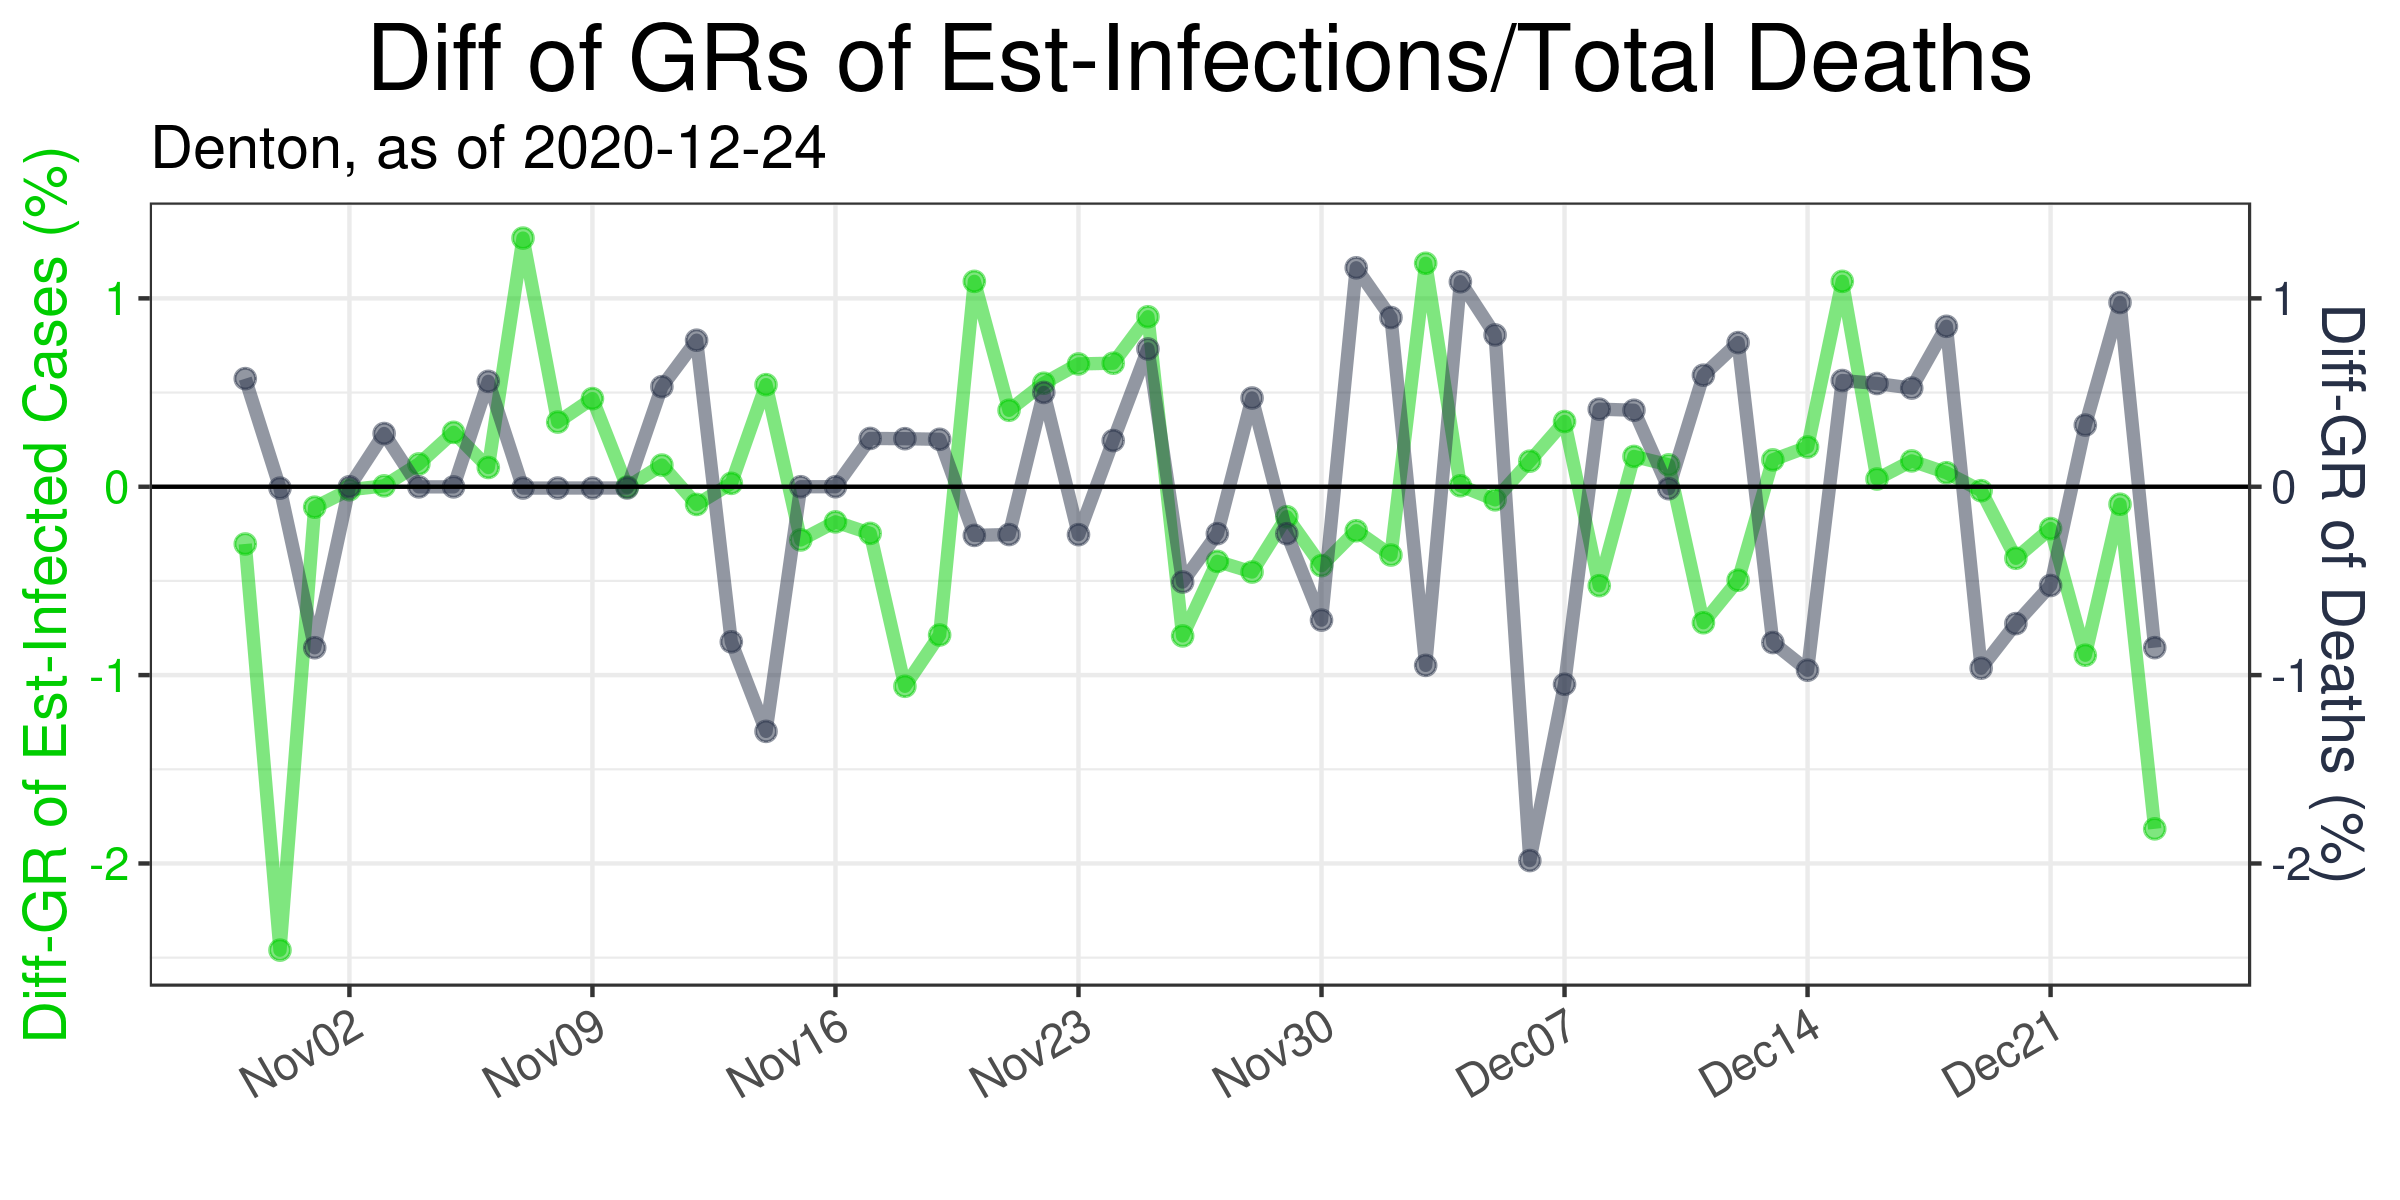 Diff of GRs of Est-Infections/Total Deaths
Denton, as of 2020-12-24
Diff-GR of Est-Infected Cases (%)
1
0
-1
-2
1
0
-1
-2
Diff-GR of Deaths (%)
Nov02
Nov09
Nov16
Nov23
Nov30
Dec07
Dec14
Dec21